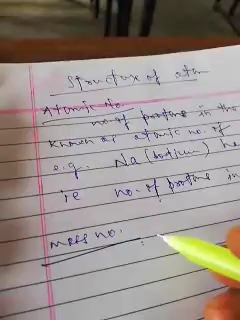 Structure of atom
Atomic No.
no. of protons in the
known as atomic no. of
e.g. Na (sodium) ha
ie no. of protons in
mass no. :